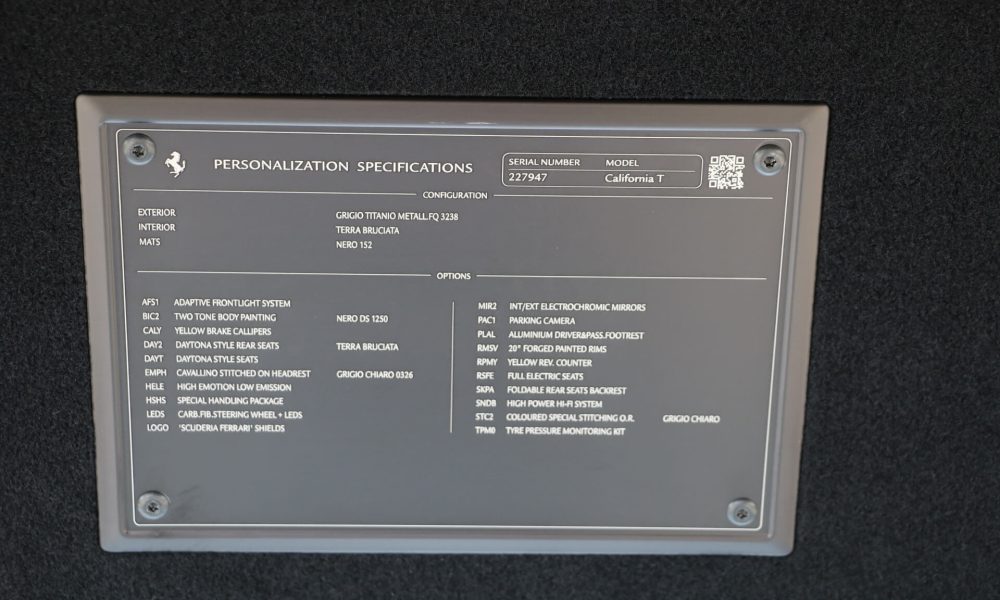 PERSONALIZATION SPECIFICATIONS
SERIAL NUMBER MODEL
227947 California T
CONFIGURATION
EXTERIOR GRIGIO TITANIO METALL.FQ 3238
INTERIOR TERRA BRUCIATA
MATS NERO 152
OPTIONS
AFS1 ADAPTIVE FRONTLIGHT SYSTEM
BIC2 TWO TONE BODY PAINTING NERO DS 1250
CALY YELLOW BRAKE CALLIPERS
DAY2 DAYTONA STYLE REAR SEATS TERRA BRUCIATA
DAYT DAYTONA STYLE SEATS
EMPH CAVALLINO STITCHED ON HEADREST GRIGIO CHIARO 0326
HELE HIGH EMOTION LOW EMISSION
HSHS SPECIAL HANDLING PACKAGE
LEDS CARB.FIB.STEERING WHEEL + LEDS
LOGO 'SCUDERIA FERRARI' SHIELDS
MIR2 INT/EXT ELECTROCHROMIC MIRRORS
PAC1 PARKING CAMERA
PLAL ALUMINIUM DRIVER&PASS.FOOTREST
RMSV 20" FORGED PAINTED RIMS
RPMY YELLOW REV. COUNTER
RSFE FULL ELECTRIC SEATS
SKPA FOLDABLE REAR SEATS BACKREST
SNDB HIGH POWER HI-FI SYSTEM
STC2 COLOURED SPECIAL STITCHING O.R. GRIGIO CHIARO
TPM0 TYRE PRESSURE MONITORING KIT